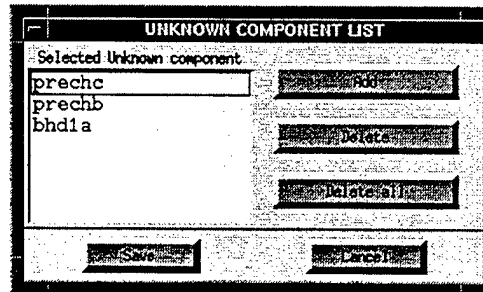 UNKNOWN COMPONENT LIST
Selected Unknown component
prechc
prechb
bhd1a
Add
Delete
Delete all
Save
Cancel